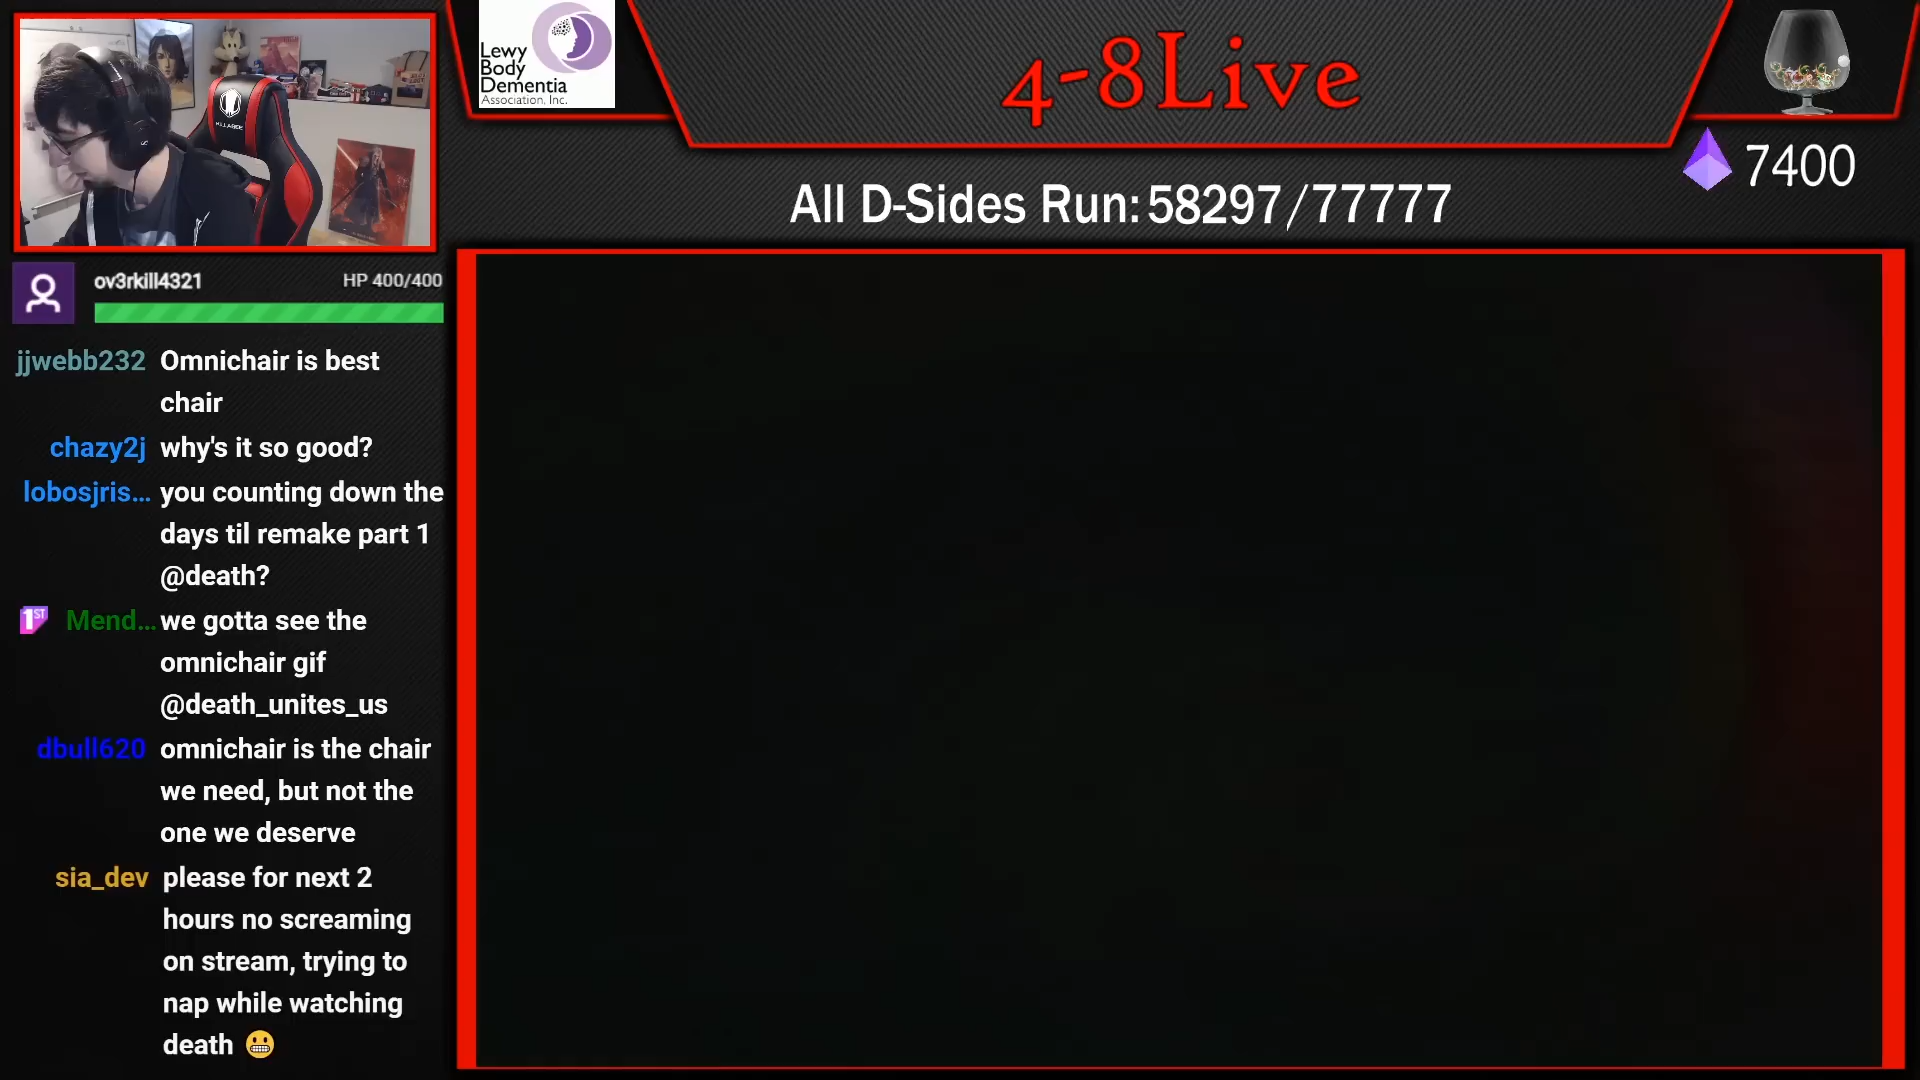 Lewy
Body
Dementia
Association, Inc.
4-8Live
7400
All D-Sides Run: 58297/77777
ov3rkill4321 HP 400/400
jjwebb232 Omnichair is best
chair
chazy2j why's it so good?
lobosjris... you counting down the
days til remake part 1
@death?
1ST Mend... we gotta see the
omnichair gif
@death_unites_us
dbull620 omnichair is the chair
we need, but not the
one we deserve
sia_dev please for next 2
hours no screaming
on stream, trying to
nap while watching
death 😬